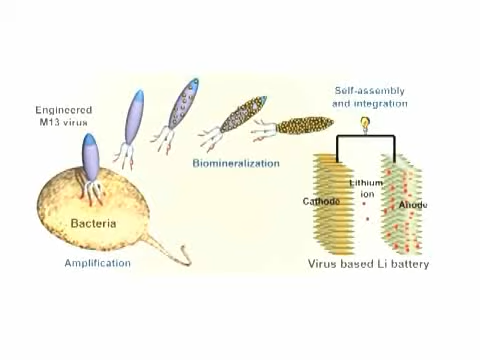 Self-assembly
and integration
Engineered
M13 virus
Biomineralization
Lithium
ion
Cathode
Anode
Bacteria
Amplification
Virus based Li battery